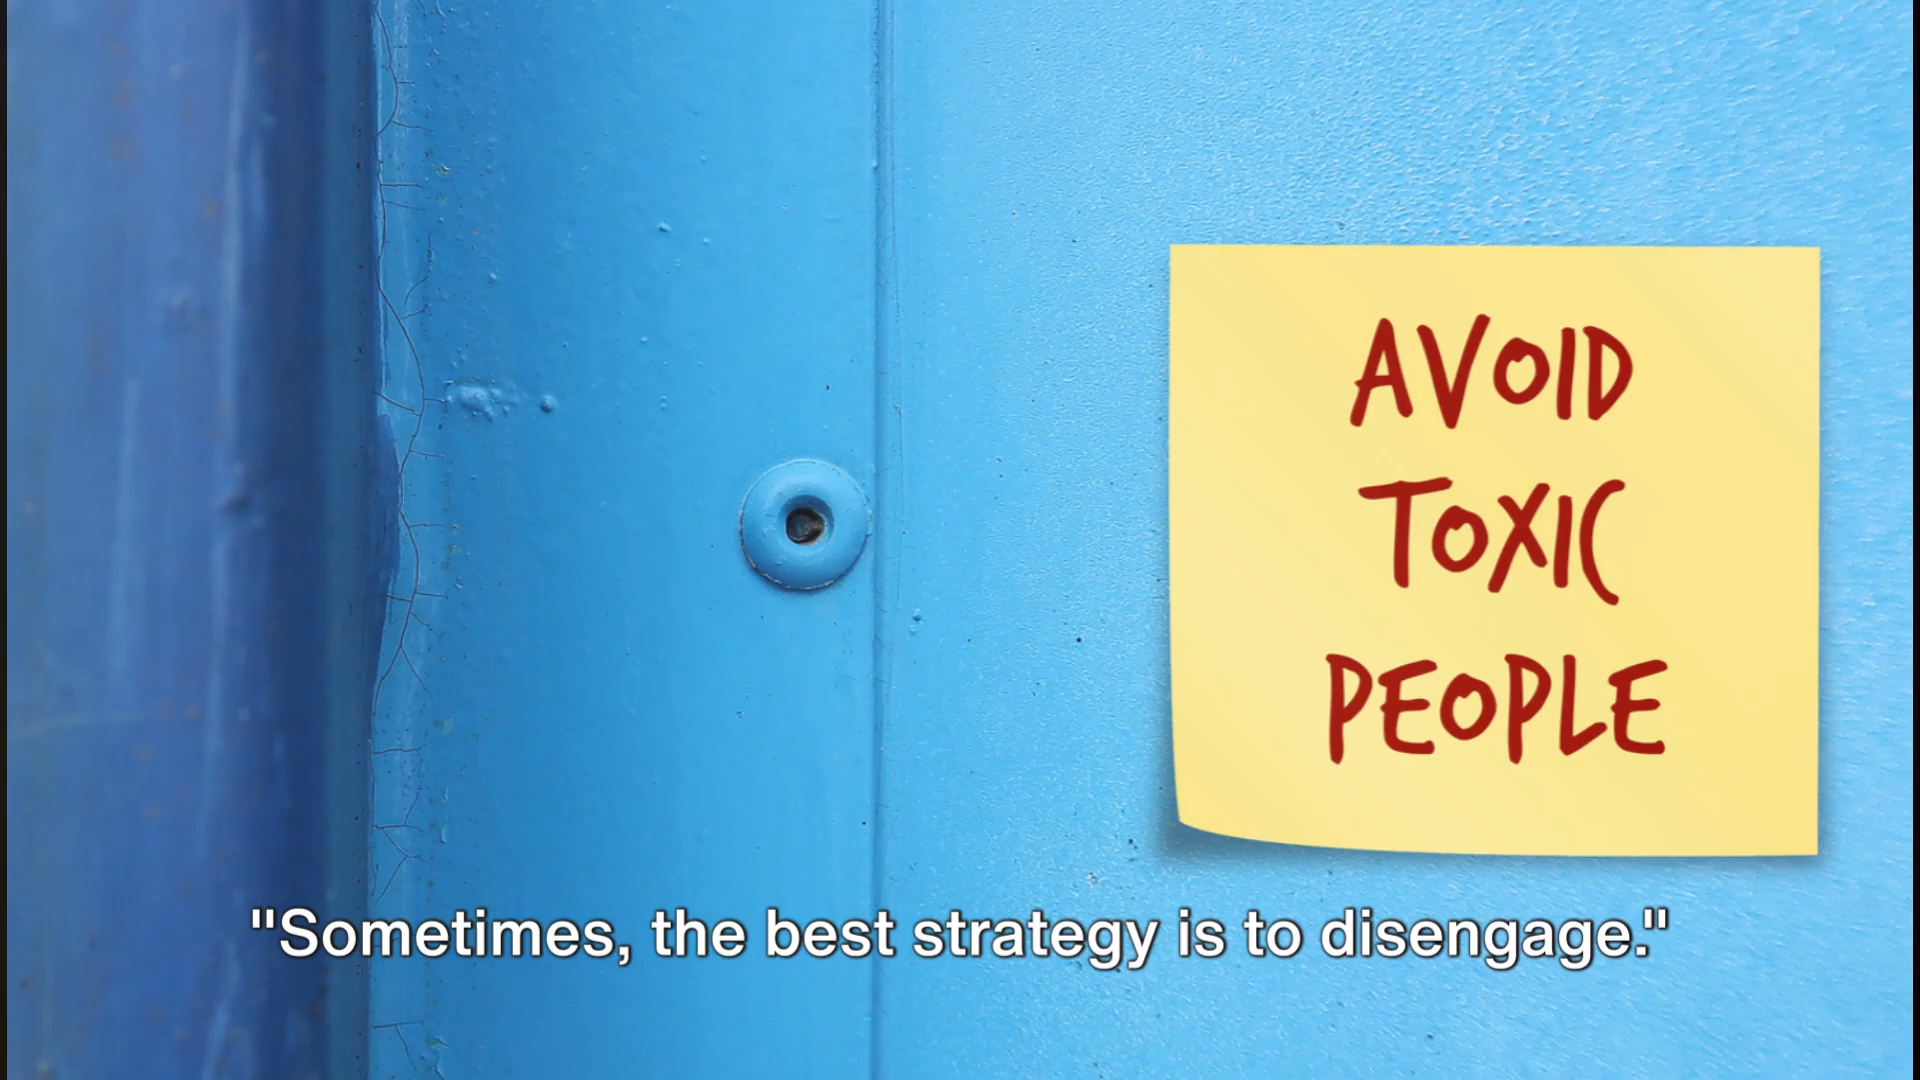 AVOID
TOXIC
PEOPLE
"Sometimes, the best strategy is to disengage."